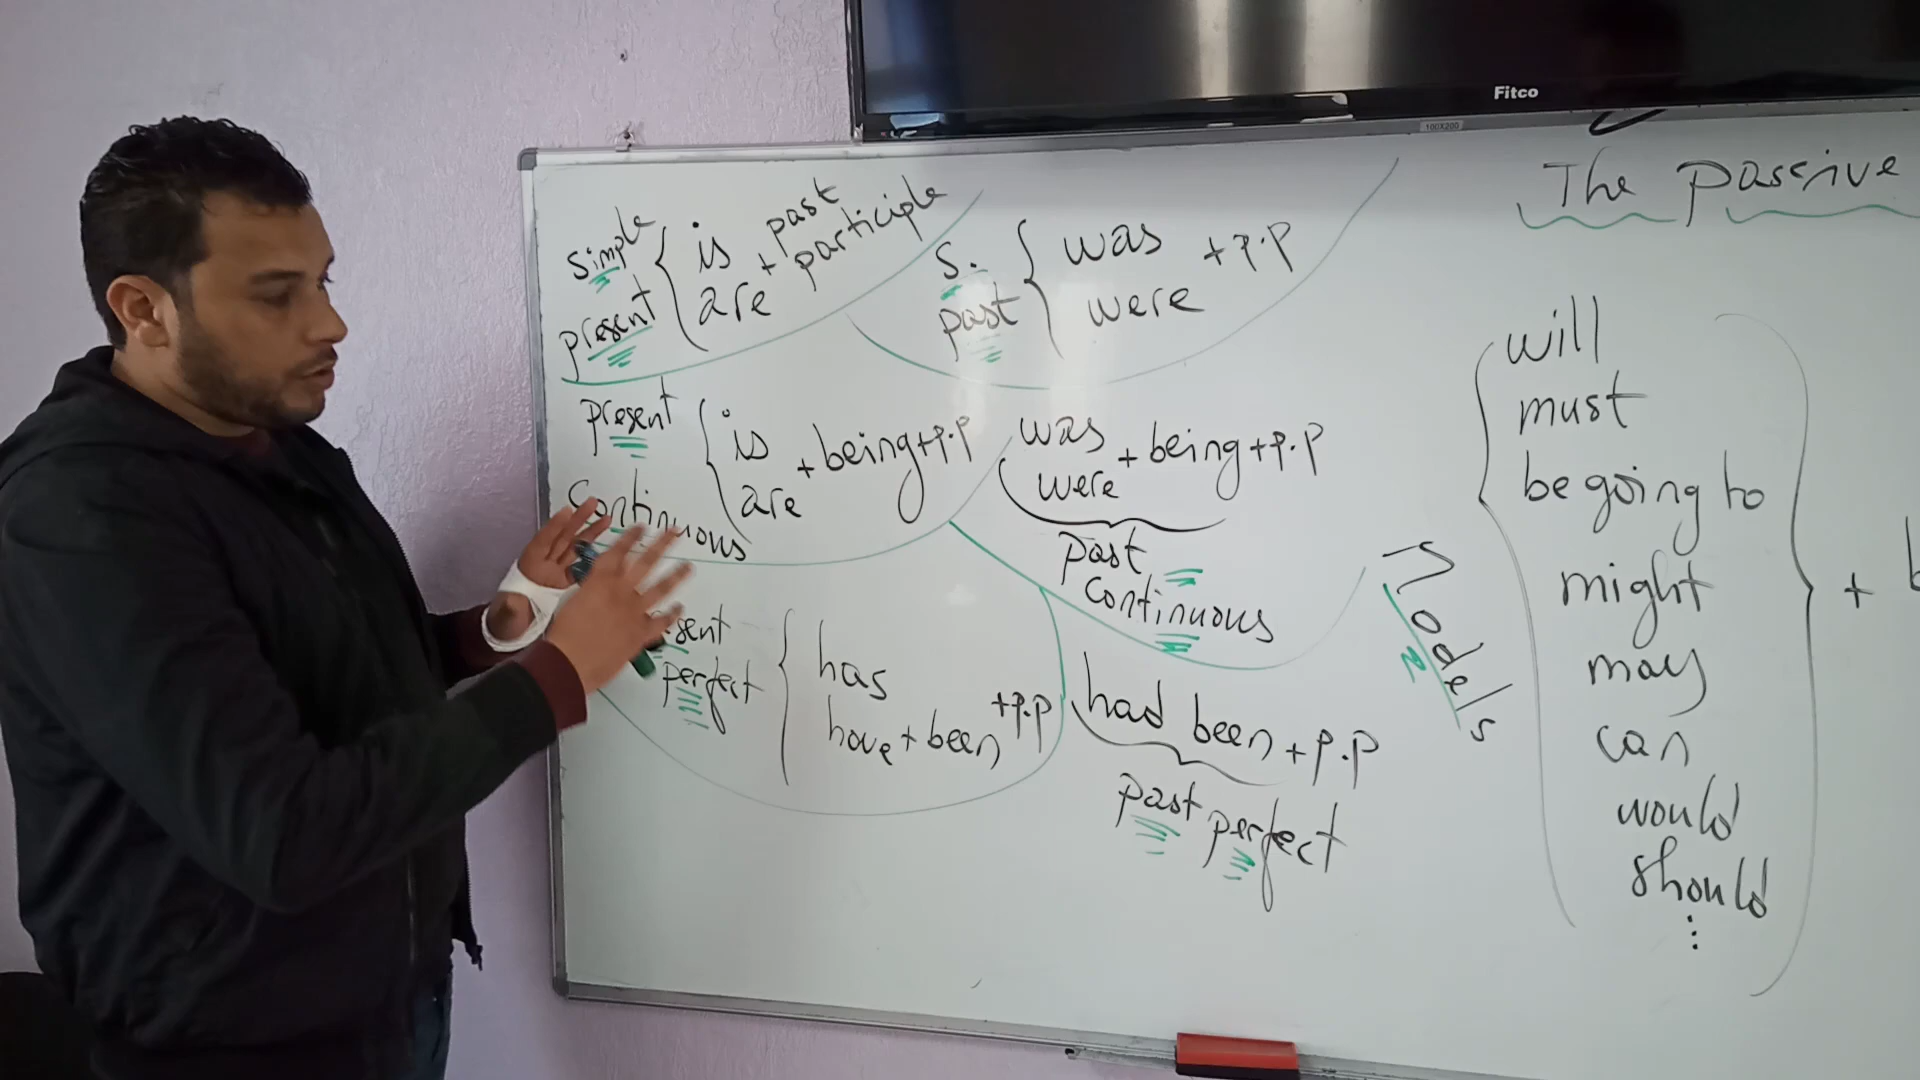 Fitco
100X200
The Passive
simple
present
is
are
+ past
participle
S.
past
was
were
+ p.p
present
Continuous
is
are
+ being + p.p
was
were
+ being + p.p
past
Continuous
perfect
has
have + been + p.p
had been + p.p
past perfect
Models
will
must
be going to
might
may
can
would
should
⋮
+